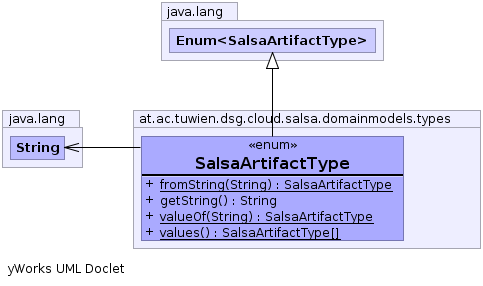 java.lang
Enum<SalsaArtifactType>
java.lang
String
at.ac.tuwien.dsg.cloud.salsa.domainmodels.types
«enum»
SalsaArtifactType
+ fromString(String) : SalsaArtifactType
+ getString() : String
+ valueOf(String) : SalsaArtifactType
+ values() : SalsaArtifactType[]
yWorks UML Doclet